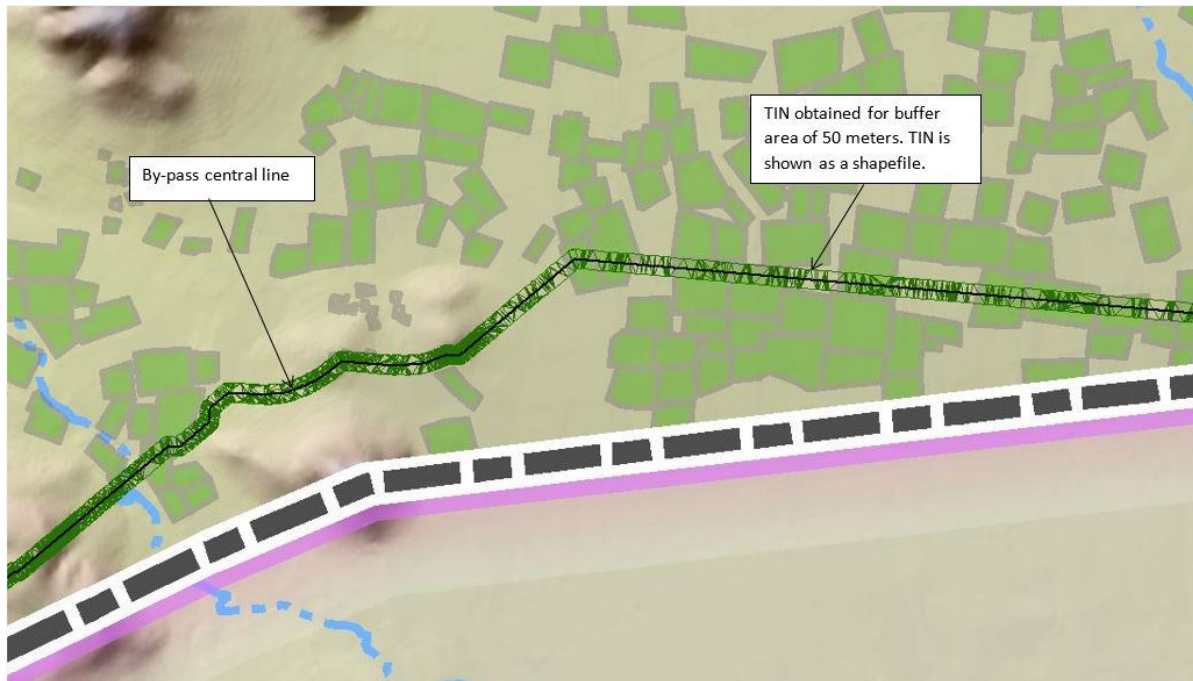 TIN obtained for buffer
area of 50 meters. TIN is
shown as a shapefile.
By-pass central line